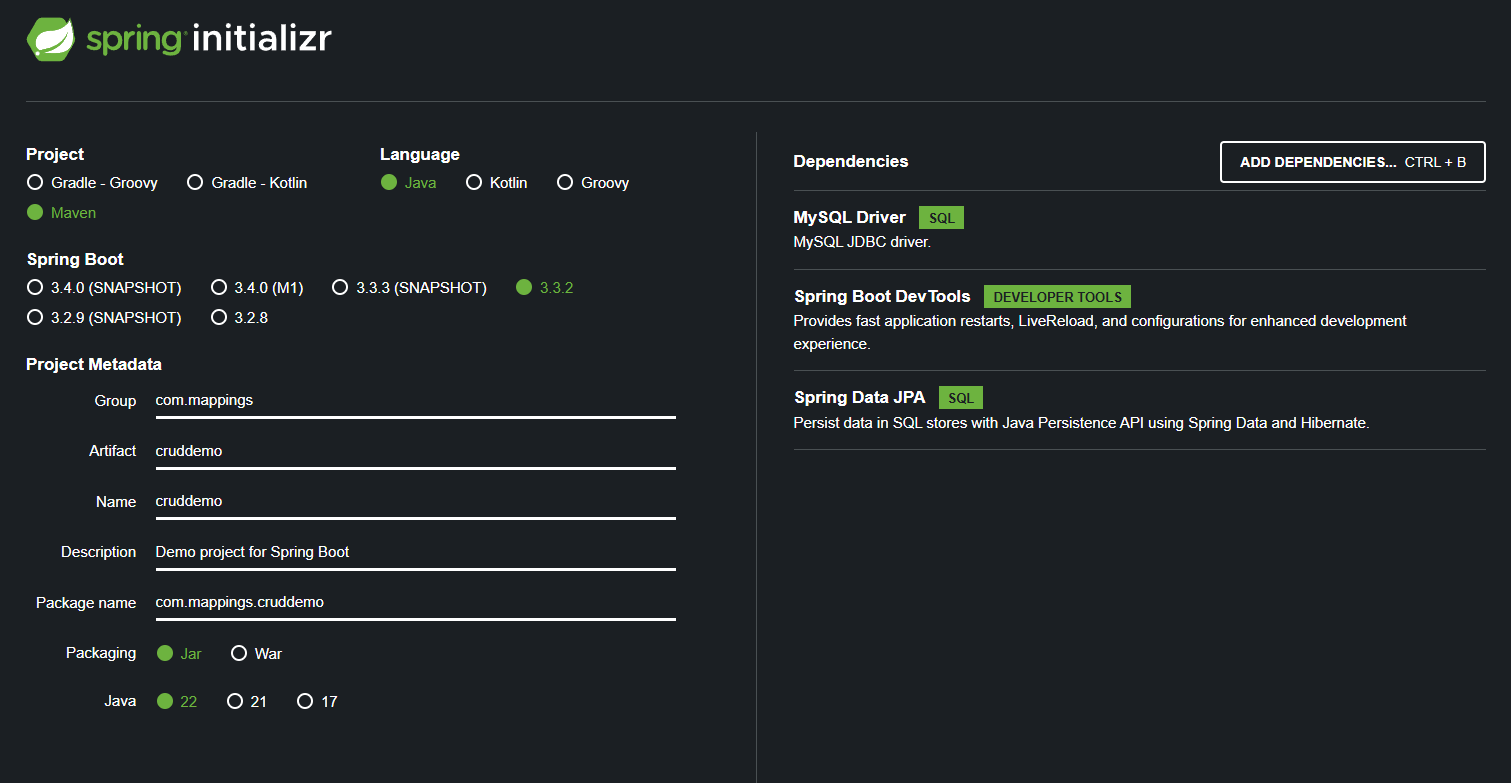 spring initializr
Project
Gradle - Groovy Gradle - Kotlin
Maven
Language
Java Kotlin Groovy
Spring Boot
3.4.0 (SNAPSHOT) 3.4.0 (M1) 3.3.3 (SNAPSHOT) 3.3.2
3.2.9 (SNAPSHOT) 3.2.8
Project Metadata
Group com.mappings
Artifact cruddemo
Name cruddemo
Description Demo project for Spring Boot
Package name com.mappings.cruddemo
Packaging Jar War
Java 22 21 17
Dependencies ADD DEPENDENCIES... CTRL + B
MySQL Driver SQL
MySQL JDBC driver.
Spring Boot DevTools DEVELOPER TOOLS
Provides fast application restarts, LiveReload, and configurations for enhanced development
experience.
Spring Data JPA SQL
Persist data in SQL stores with Java Persistence API using Spring Data and Hibernate.